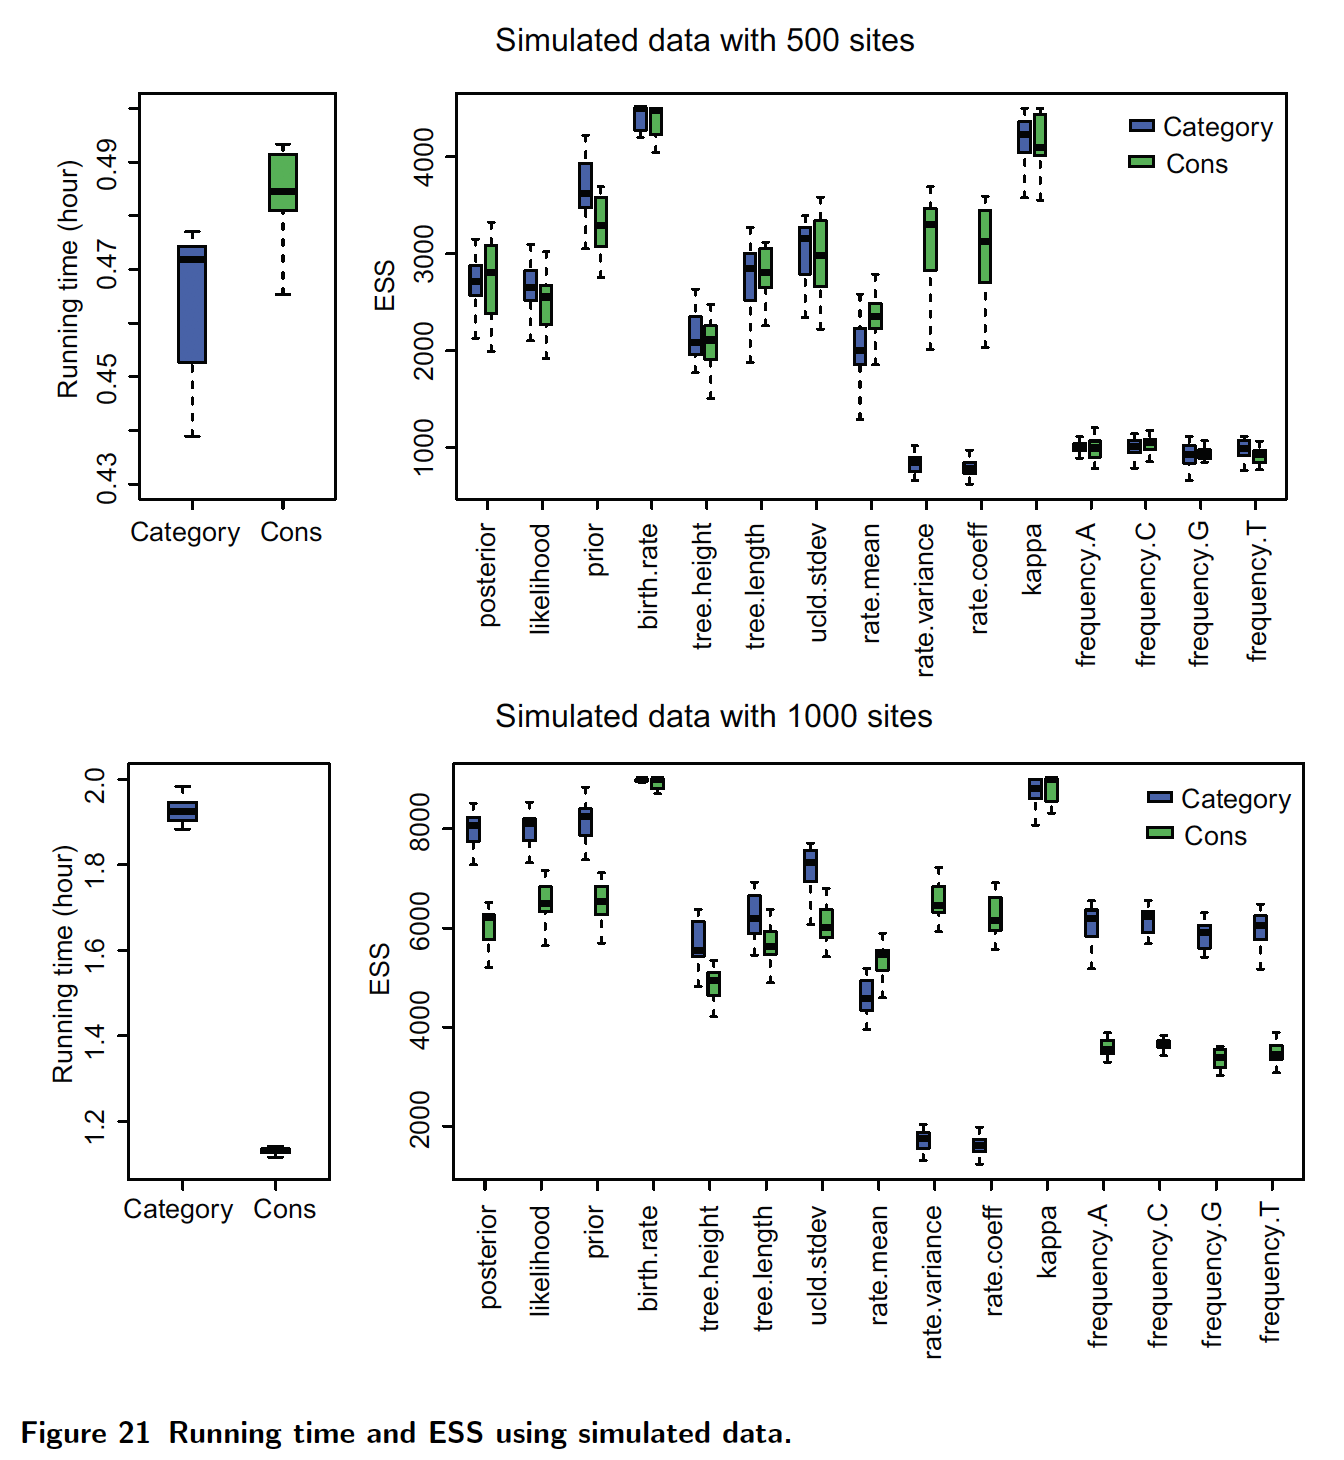 Simulated data with 500 sites
Running time (hour)
0.49
0.47
0.45
0.43
Category Cons
ESS
4000
3000
2000
1000
Category
Cons
posterior
likelihood
prior
birth.rate
tree.height
tree.length
ucld.stdev
rate.mean
rate.variance
rate.coeff
kappa
frequency.A
frequency.C
frequency.G
frequency.T
Simulated data with 1000 sites
Running time (hour)
2.0
1.8
1.6
1.4
1.2
Category Cons
ESS
8000
6000
4000
2000
Category
Cons
posterior
likelihood
prior
birth.rate
tree.height
tree.length
ucld.stdev
rate.mean
rate.variance
rate.coeff
kappa
frequency.A
frequency.C
frequency.G
frequency.T
Figure 21 Running time and ESS using simulated data.